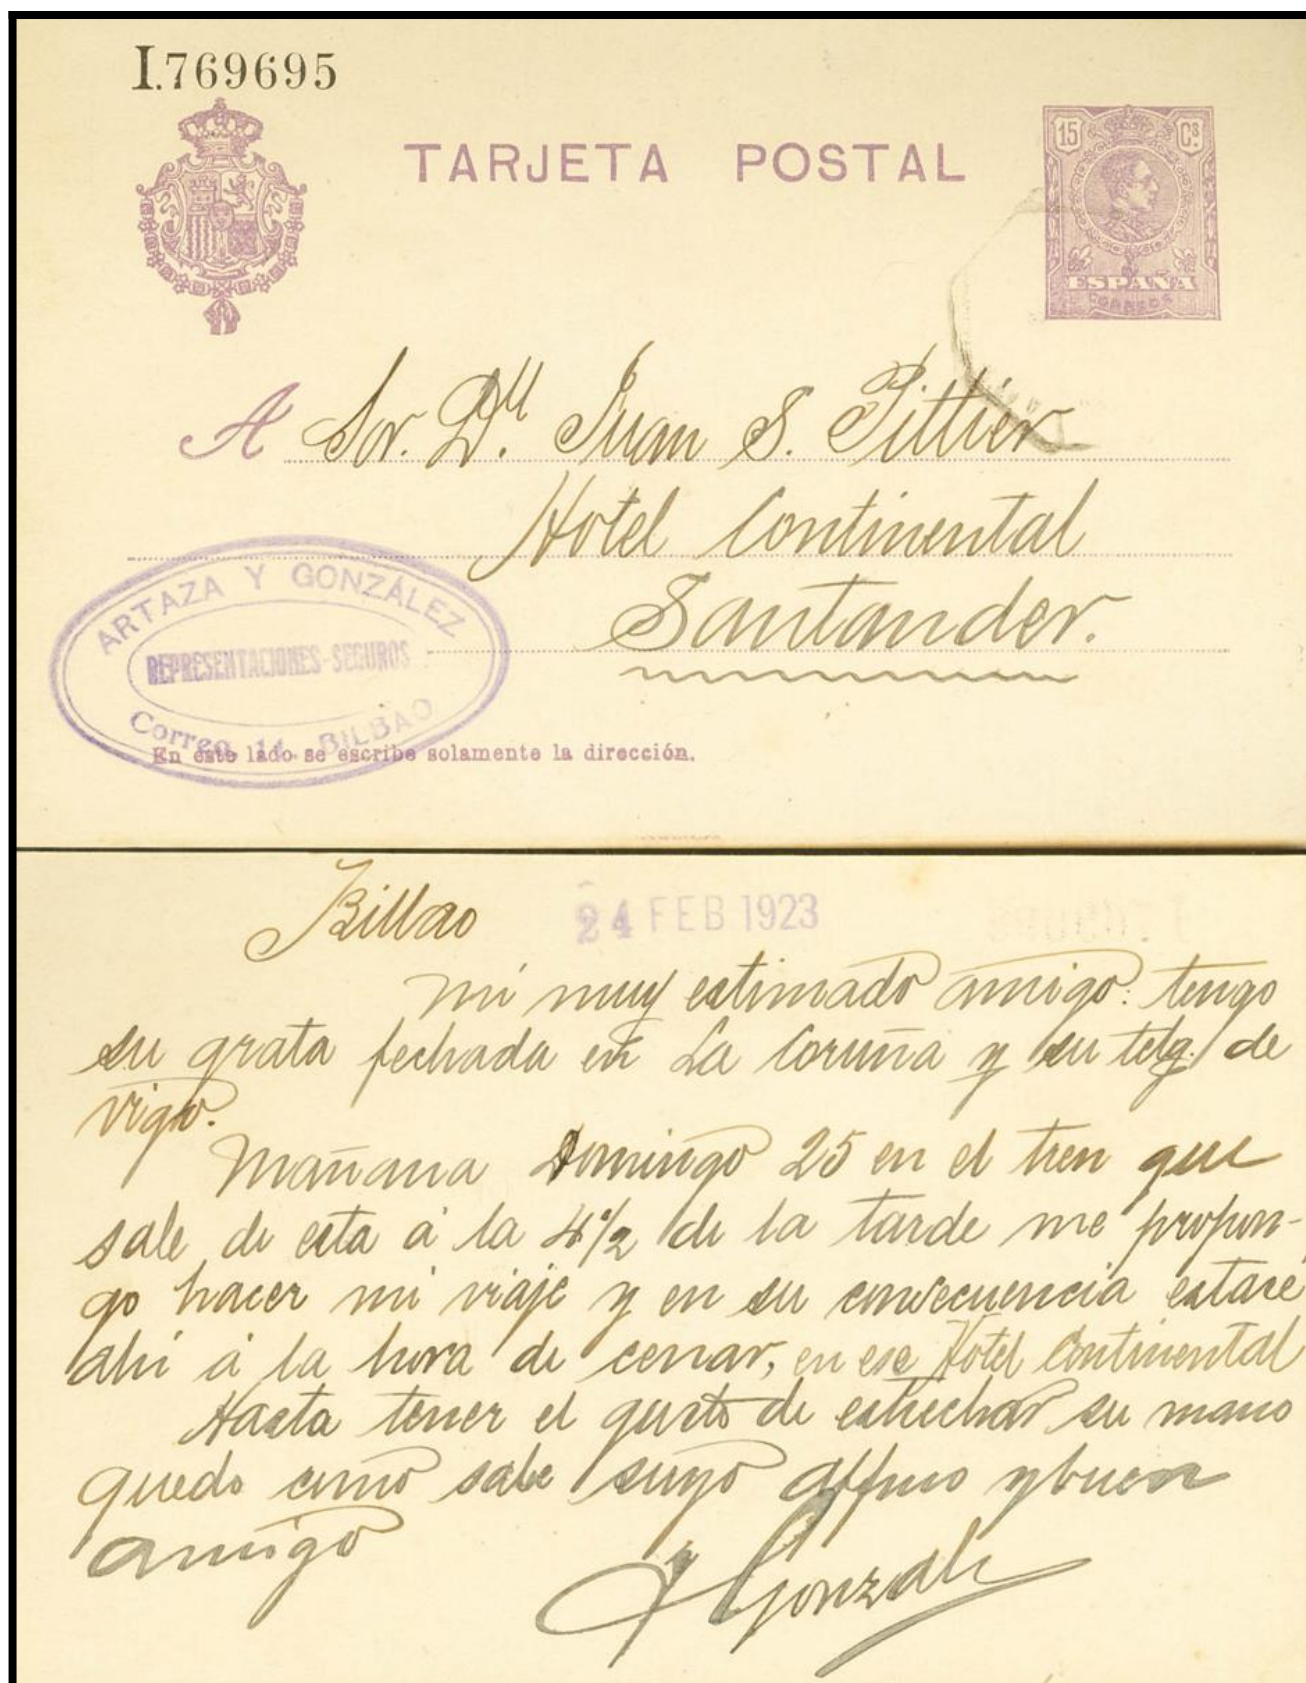 I.769695
TARJETA POSTAL
15 Cs.
ESPAÑA
CORREOS
A Sor. Dn. Juan S. Pittier
Hotel Continental
Santander.
ARTAZA Y GONZÁLEZ
REPRESENTACIONES-SEGUROS
Correo, 11. BILBAO
En este lado se escribe solamente la dirección.
Bilbao 24 FEB 1923
mi muy estimado amigo: tengo
su grata fechada en La Coruña y su telg. de
Vigo.
Mañana Domingo 25 en el tren que
sale de esta á la 4 1/2 de la tarde me propon-
go hacer mi viaje y en su consecuencia estaré
ahi á la hora de cenar, en ese Hotel Continental
Hasta tener el gusto de estrechar su mano
quedo como sabe suyo affmo y buen
amigo
Gonzalez